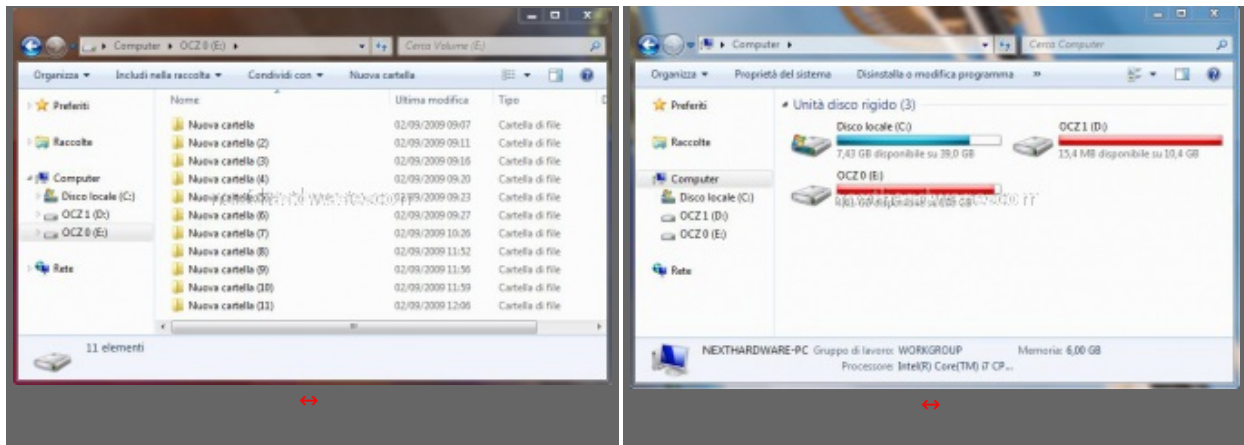 Computer ▸ OCZ 0 (E:) ▸
Cerca Volume (E:)
Organizza
Includi nella raccolta
Condividi con
Nuova cartella
Preferiti
Raccolte
Computer
Disco locale (C:)
OCZ 1 (D:)
OCZ 0 (E:)
Rete
Nome Ultima modifica Tipo
Nuova cartella 02/09/2009 09:07 Cartella di file
Nuova cartella (2) 02/09/2009 09:11 Cartella di file
Nuova cartella (3) 02/09/2009 09:16 Cartella di file
Nuova cartella (4) 02/09/2009 09:20 Cartella di file
Nuova cartella (5) 02/09/2009 09:23 Cartella di file
Nuova cartella (6) 02/09/2009 09:27 Cartella di file
Nuova cartella (7) 02/09/2009 10:26 Cartella di file
Nuova cartella (8) 02/09/2009 11:52 Cartella di file
Nuova cartella (9) 02/09/2009 11:56 Cartella di file
Nuova cartella (10) 02/09/2009 11:59 Cartella di file
Nuova cartella (11) 02/09/2009 12:06 Cartella di file
11 elementi
Computer ▸
Cerca Computer
Organizza
Proprietà del sistema
Disinstalla o modifica programma
»
Preferiti
Raccolte
Computer
Disco locale (C:)
OCZ 1 (D:)
OCZ 0 (E:)
Rete
Unità disco rigido (3)
Disco locale (C:)
7,43 GB disponibile su 39,0 GB
OCZ 1 (D:)
15,4 MB disponibile su 10,4 GB
OCZ 0 (E:)
NEXTHARDWARE-PC Gruppo di lavoro: WORKGROUP Memoria: 6,00 GB
Processore: Intel(R) Core(TM) i7 CP...